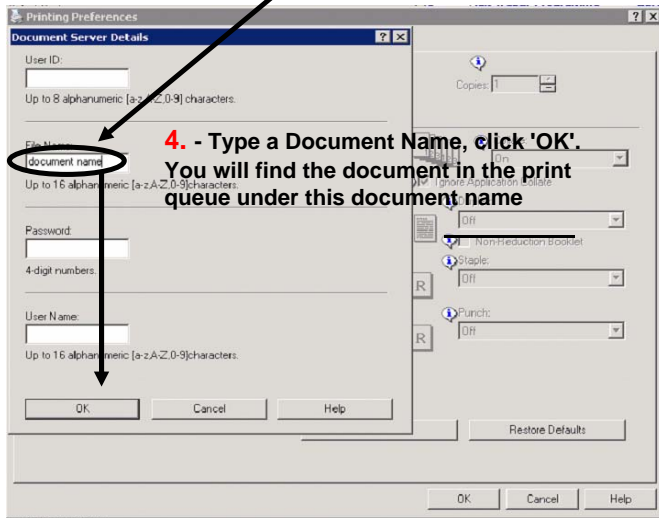 Printing Preferences
Document Server Details
User ID:
Up to 8 alphanumeric [a-z,A-Z,0-9] characters.
File Name:
document name
Up to 16 alphanumeric [a-z,A-Z,0-9]characters.
Password:
4-digit numbers.
User Name:
Up to 16 alphanumeric [a-z,A-Z,0-9]characters.
OK Cancel Help
4. - Type a Document Name, click 'OK'.
You will find the document in the print
queue under this document name
Copies: 1
On
Ignore Application Collate
Off
Non-Reduction Booklet
Staple:
R
Off
Punch:
R
Off
Restore Defaults
OK Cancel Help